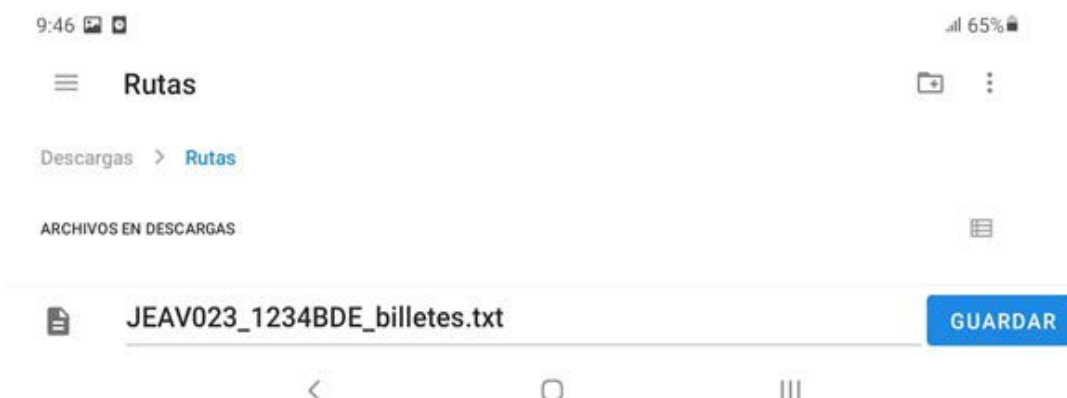 9:46 65%
Rutas
Descargas > Rutas
ARCHIVOS EN DESCARGAS
JEAV023_1234BDE_billetes.txt GUARDAR